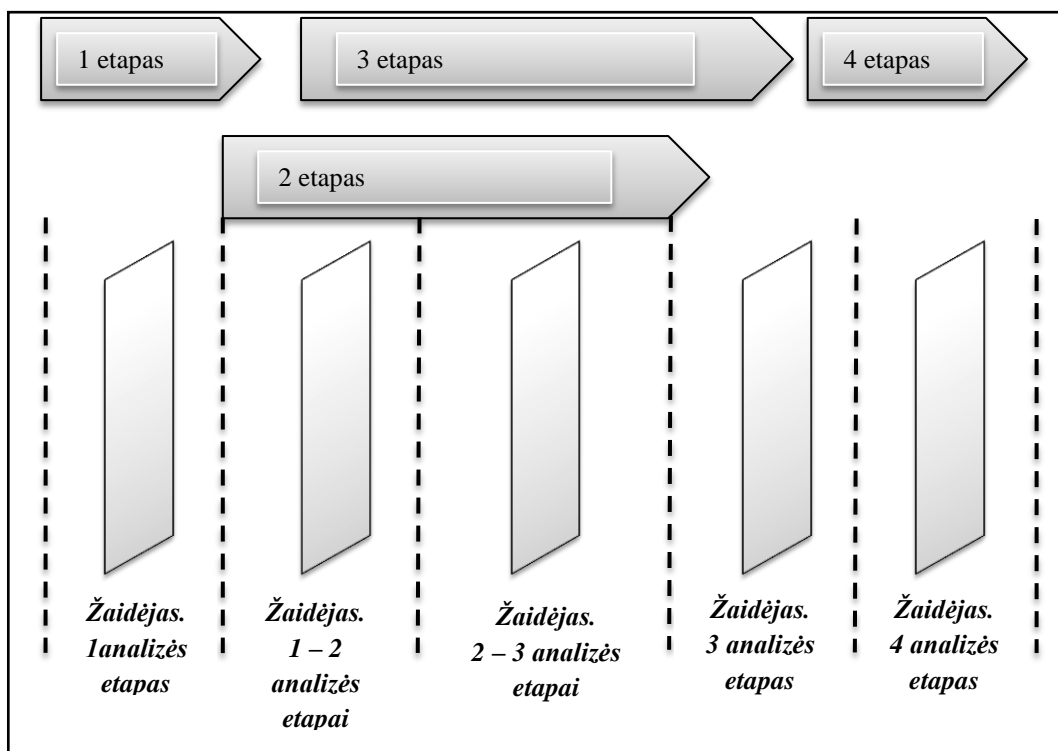 1 etapas
3 etapas
4 etapas
2 etapas
Žaidėjas.
1analizės
etapas
Žaidėjas.
1 – 2
analizės
etapai
Žaidėjas.
2 – 3 analizės
etapai
Žaidėjas.
3 analizės
etapas
Žaidėjas.
4 analizės
etapas